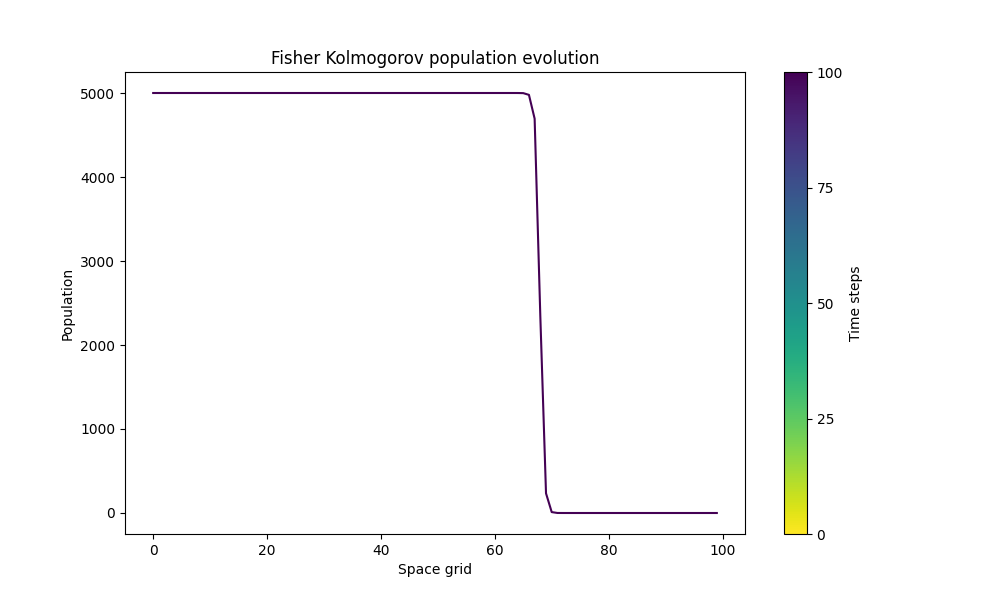 Fisher Kolmogorov population evolution
Population
5000
4000
3000
2000
1000
0
0 20 40 60 80 100
Space grid
100
75
50
25
0
Time steps